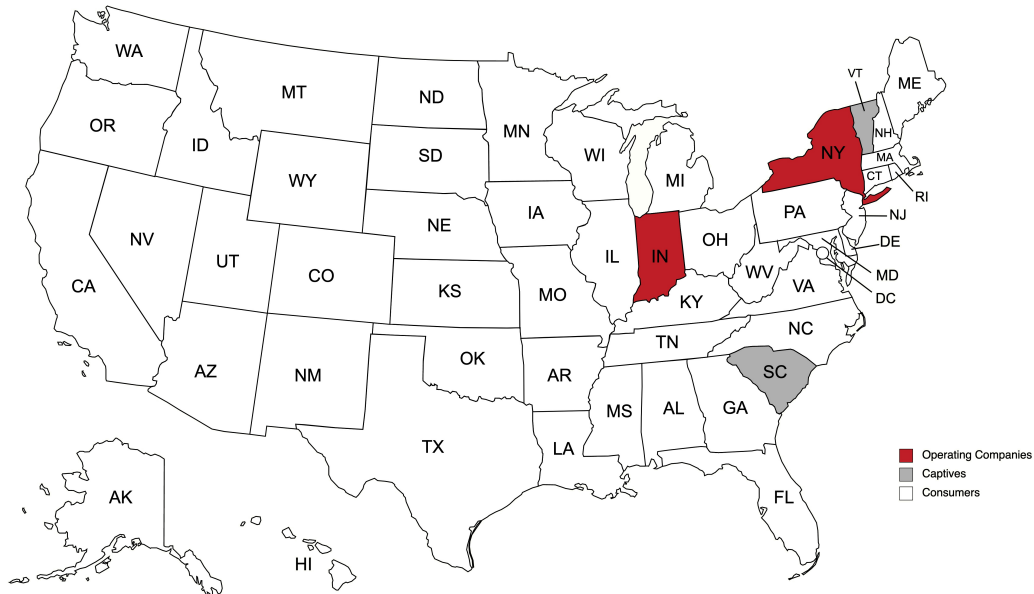 WA
MT
ND
MN
OR
ID
SD
WI
MI
WY
NE
IA
NV
UT
CO
CA
KS
IL
IN
OH
MO
KY
WV
VA
PA
NY
VT
NH
ME
MA
CT
RI
NJ
DE
MD
DC
AZ
NM
OK
AR
TN
NC
SC
MS
AL
GA
TX
LA
FL
AK
HI
Operating Companies
Captives
Consumers